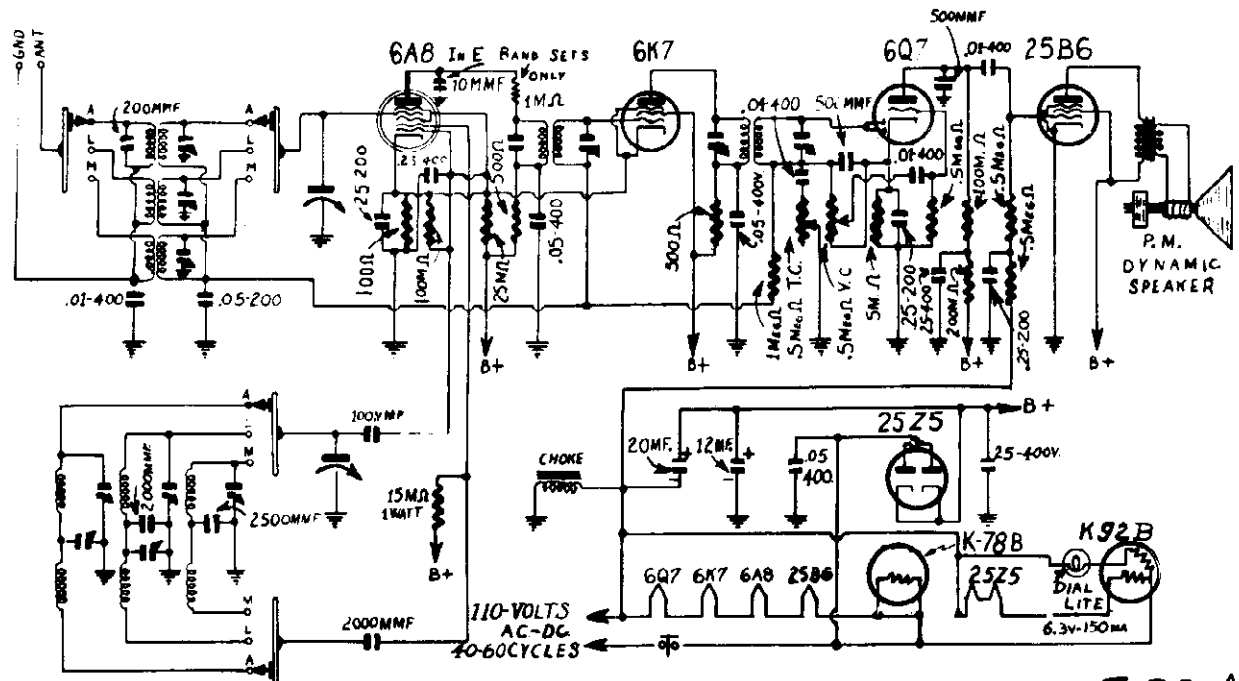 GND
ANT
6A8
IN E BAND SETS
ONLY
10MMF
1MΩ
6K7
6Q7
500MMF
.01-400
25B6
A
200MMF
L
M
A
L
M
.25-400
25-200
500Ω
100Ω
100MΩ
25MΩ
.05-400
.01-400
.05-200
B+
500Ω
.05-400V.
.01-400
500MMF
.01-400
1MEGΩ
.5MEGΩ T.C.
.5MEGΩ V.C.
5M.Ω
.25-200
.5MEGΩ
100M.Ω
.5MEGΩ
.5MEGΩ
.25-400
200MΩ
.25-200
B+
B+
B+
P.M.
DYNAMIC
SPEAKER
A
L
M
100MMF
2000MMF
2500MMF
15MΩ
1WATT
B+
M
L
A
2000MMF
CHOKE
20MF.
12MF.
+
+
.05
400.
25Z5
B+
.25-400V.
K-78B
K92B
6Q7
6K7
6A8
25B6
25Z5
DIAL
LITE
6.3V-150MA
110-VOLTS
AC-DC
40-60CYCLES